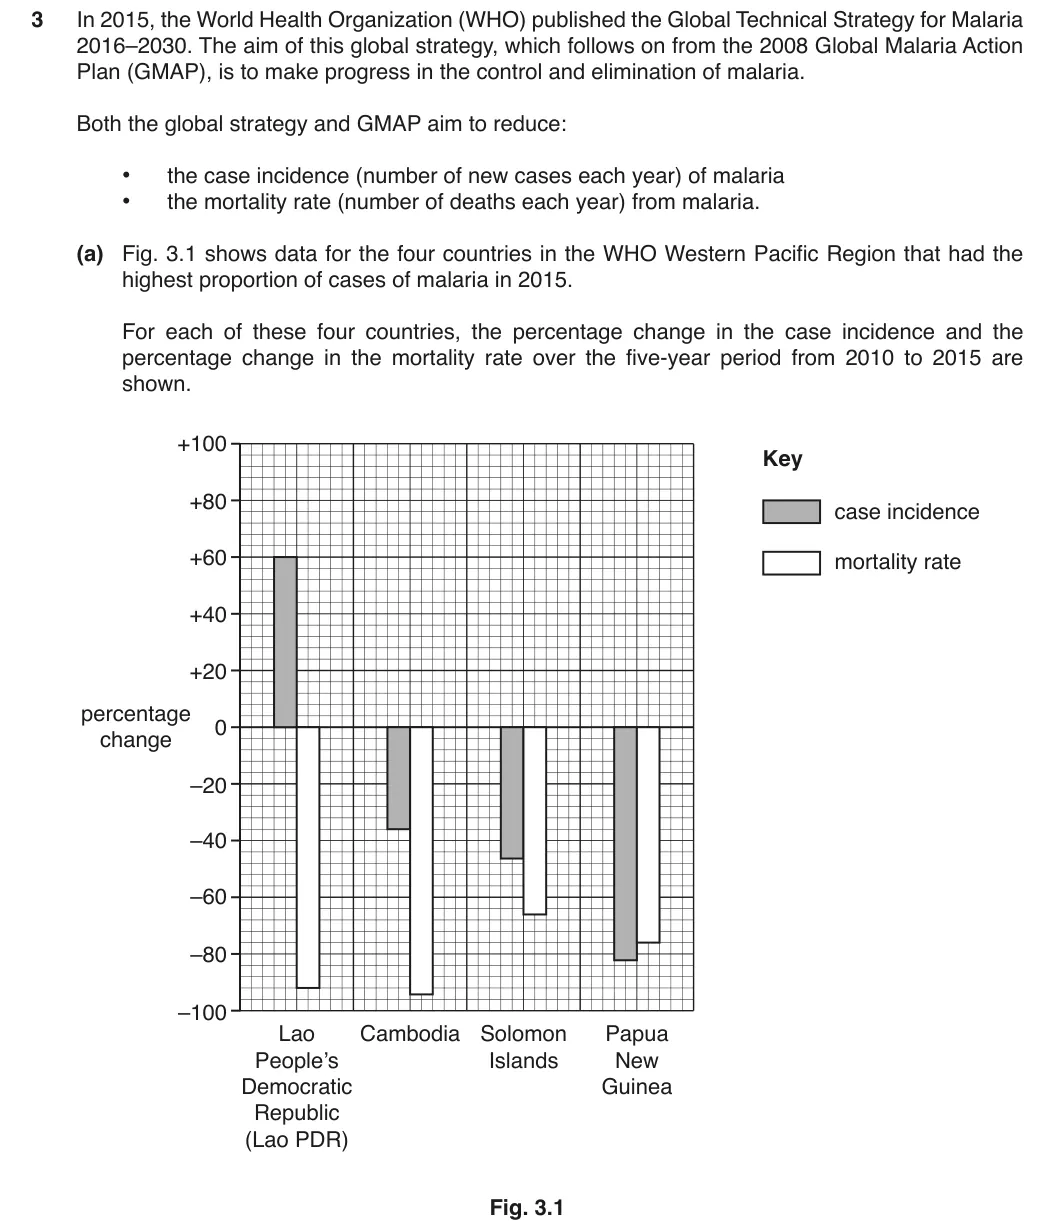 3 In 2015, the World Health Organization (WHO) published the Global Technical Strategy for Malaria
2016–2030. The aim of this global strategy, which follows on from the 2008 Global Malaria Action
Plan (GMAP), is to make progress in the control and elimination of malaria.
Both the global strategy and GMAP aim to reduce:
• the case incidence (number of new cases each year) of malaria
• the mortality rate (number of deaths each year) from malaria.
(a) Fig. 3.1 shows data for the four countries in the WHO Western Pacific Region that had the
highest proportion of cases of malaria in 2015.
For each of these four countries, the percentage change in the case incidence and the
percentage change in the mortality rate over the five-year period from 2010 to 2015 are
shown.
+100
+80
+60
+40
+20
0
–20
–40
–60
–80
–100
percentage
change
Key
case incidence
mortality rate
Lao
People’s
Democratic
Republic
(Lao PDR)
Cambodia
Solomon
Islands
Papua
New
Guinea
Fig. 3.1